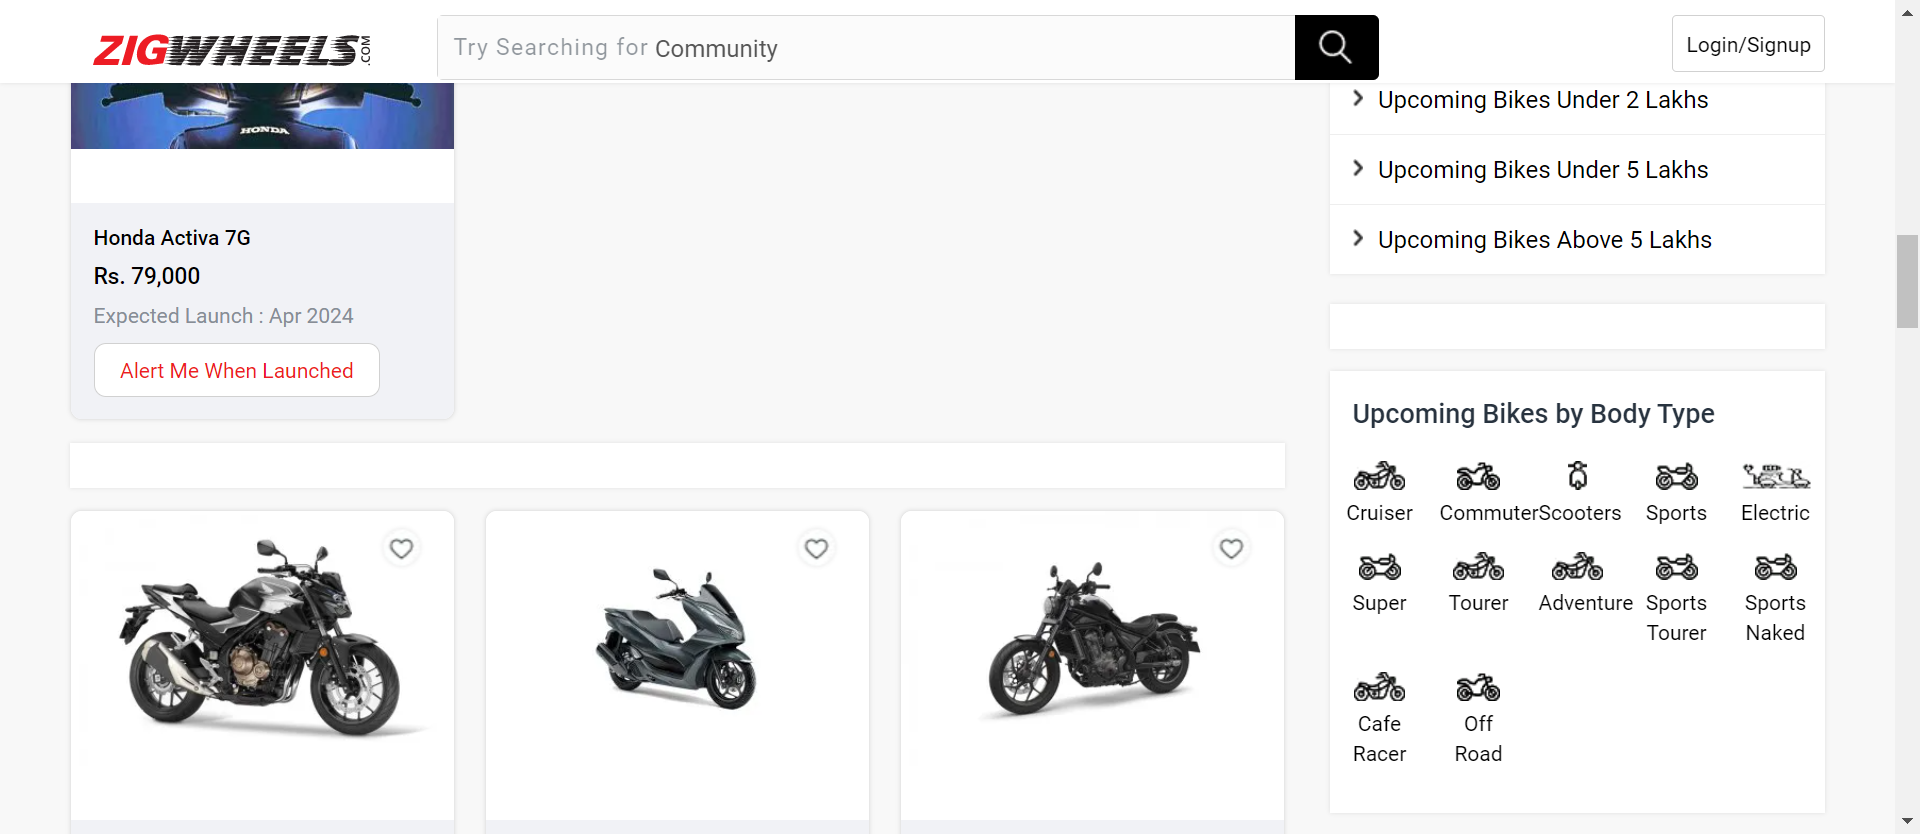 ZIGWHEELS.COM
Try Searching for Community
Login/Signup
HONDA
Honda Activa 7G
Rs. 79,000
Expected Launch : Apr 2024
Alert Me When Launched
Upcoming Bikes Under 2 Lakhs
Upcoming Bikes Under 5 Lakhs
Upcoming Bikes Above 5 Lakhs
Upcoming Bikes by Body Type
Cruiser
Commuter
Scooters
Sports
Electric
Super
Tourer
Adventure
Sports
Tourer
Sports
Naked
Cafe
Racer
Off
Road